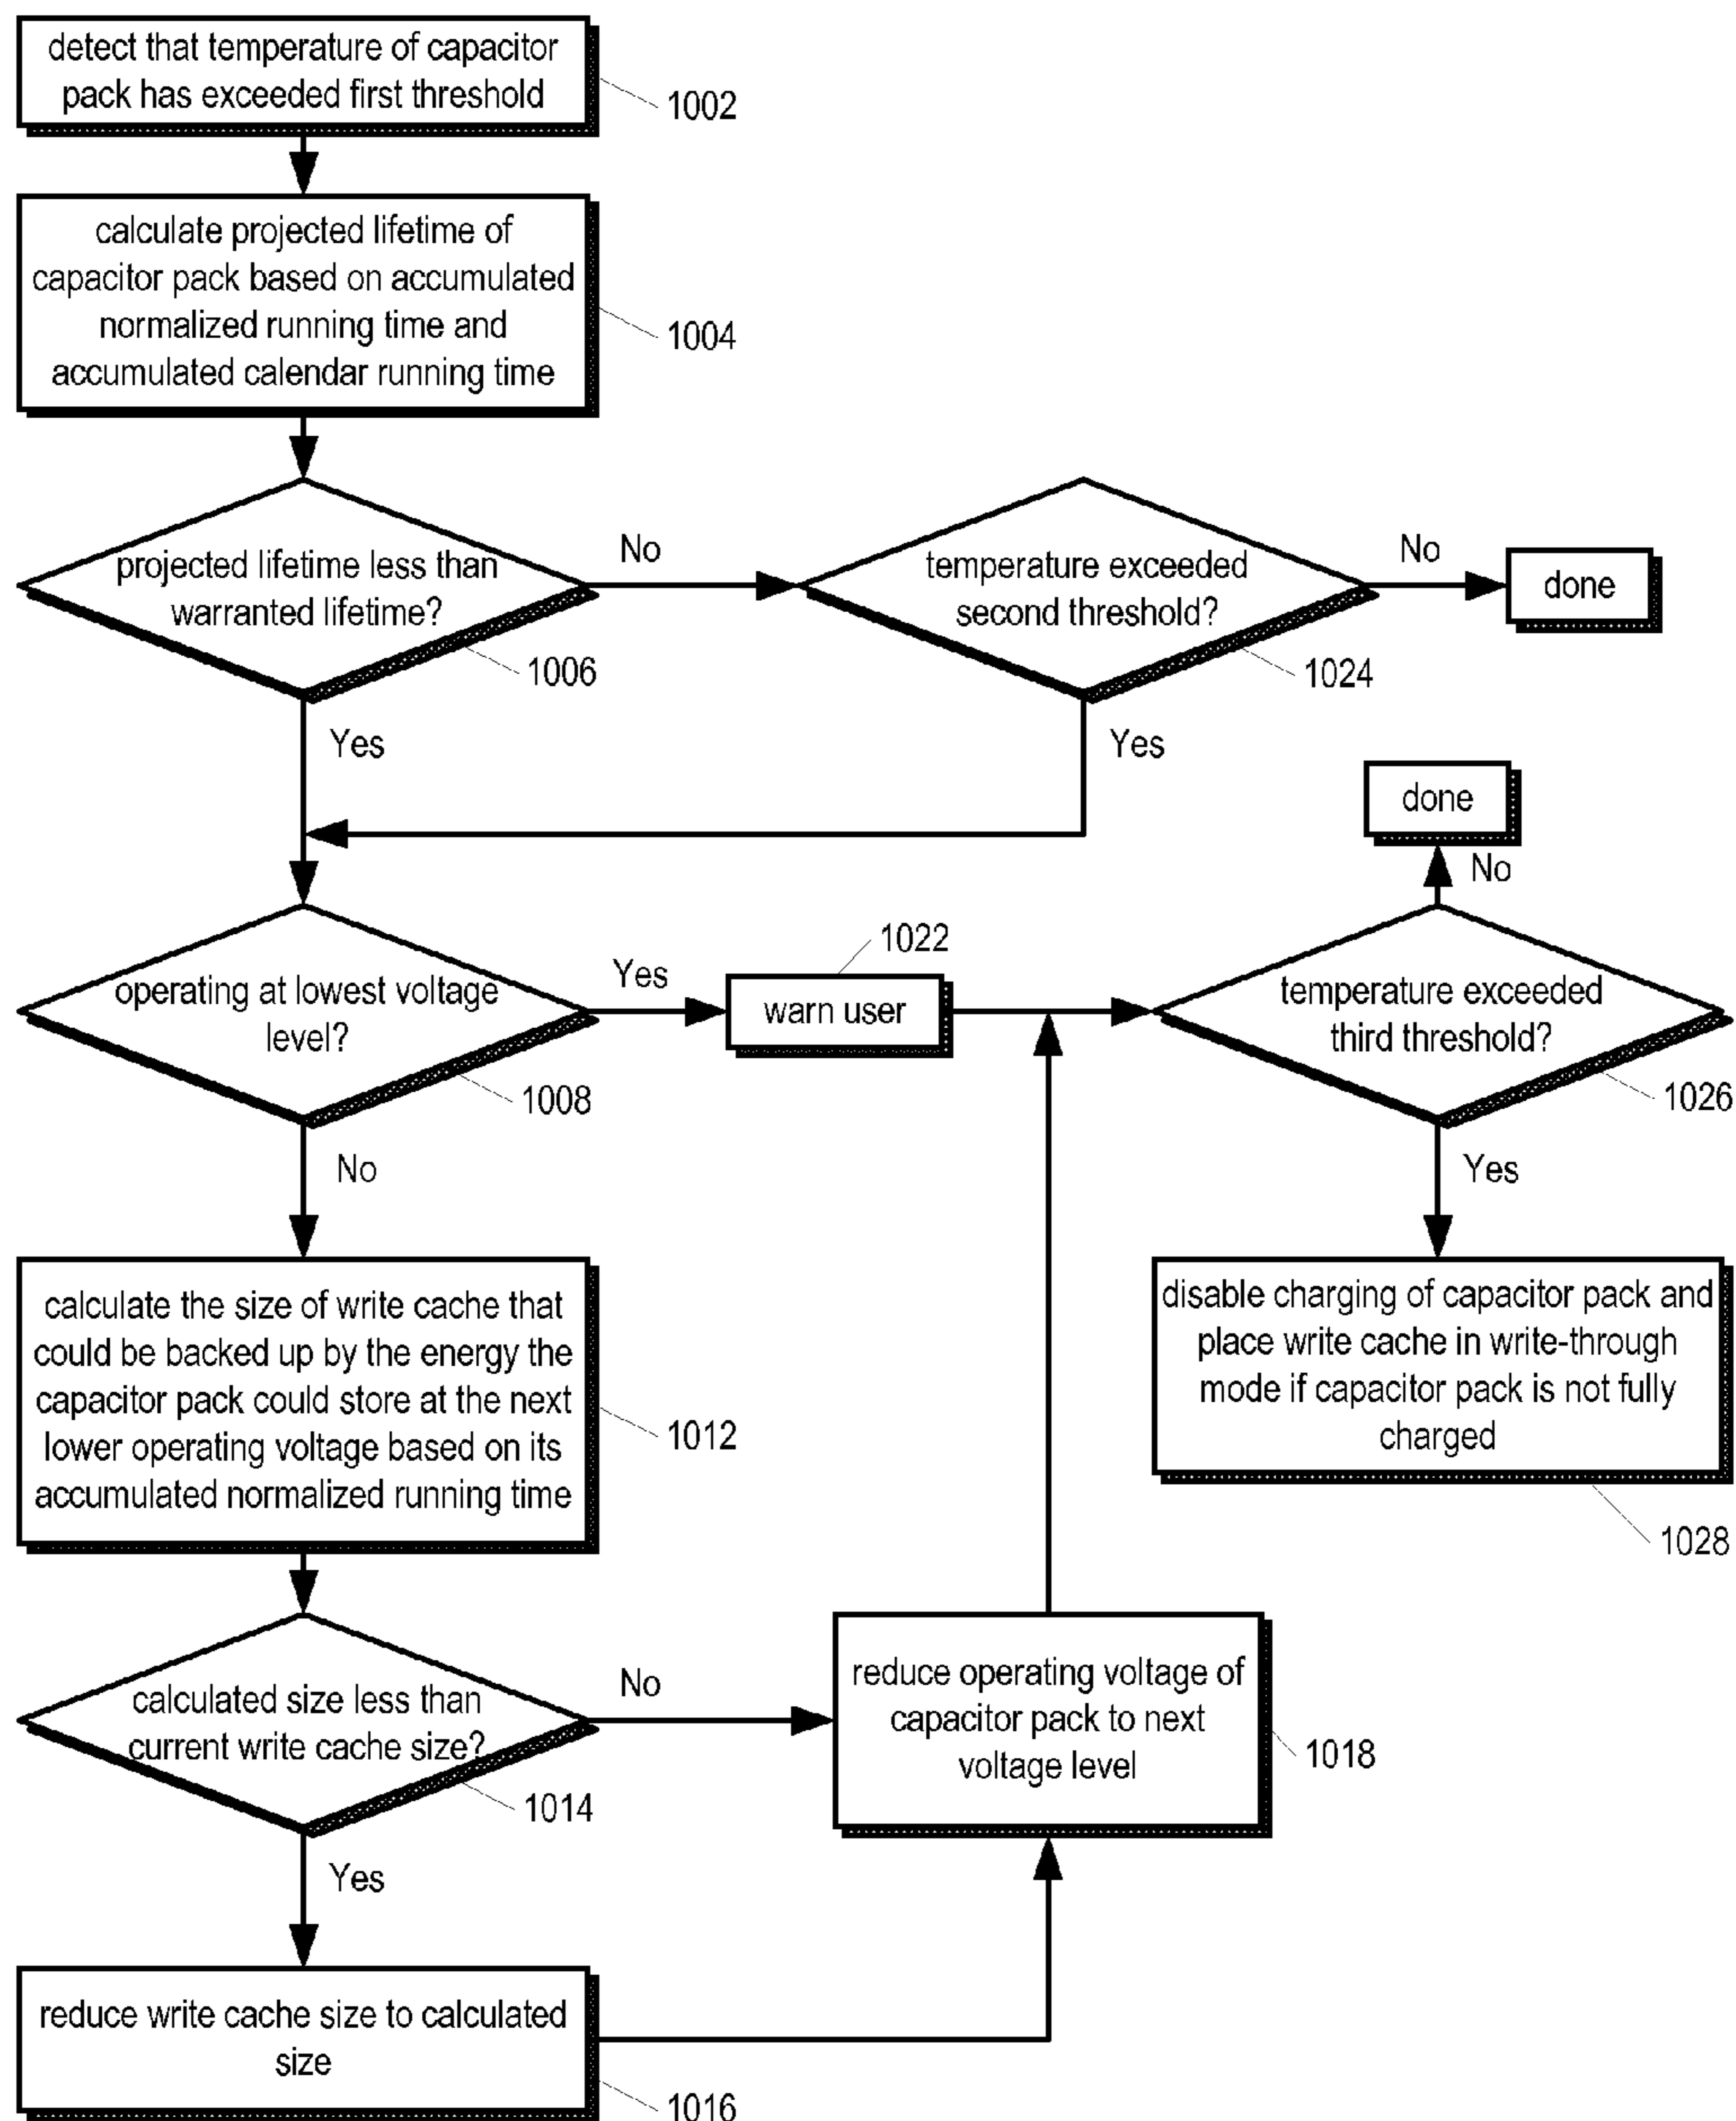 detect that temperature of capacitor
pack has exceeded first threshold
1002
calculate projected lifetime of
capacitor pack based on accumulated
normalized running time and
accumulated calendar running time
1004
projected lifetime less than
warranted lifetime?
1006
No
temperature exceeded
second threshold?
1024
No
done
Yes
Yes
done
No
operating at lowest voltage
level?
1008
Yes
1022
warn user
temperature exceeded
third threshold?
1026
No
Yes
calculate the size of write cache that
could be backed up by the energy the
capacitor pack could store at the next
lower operating voltage based on its
accumulated normalized running time
1012
disable charging of capacitor pack and
place write cache in write-through
mode if capacitor pack is not fully
charged
1028
calculated size less than
current write cache size?
1014
No
reduce operating voltage of
capacitor pack to next
voltage level
1018
Yes
reduce write cache size to calculated
size
1016